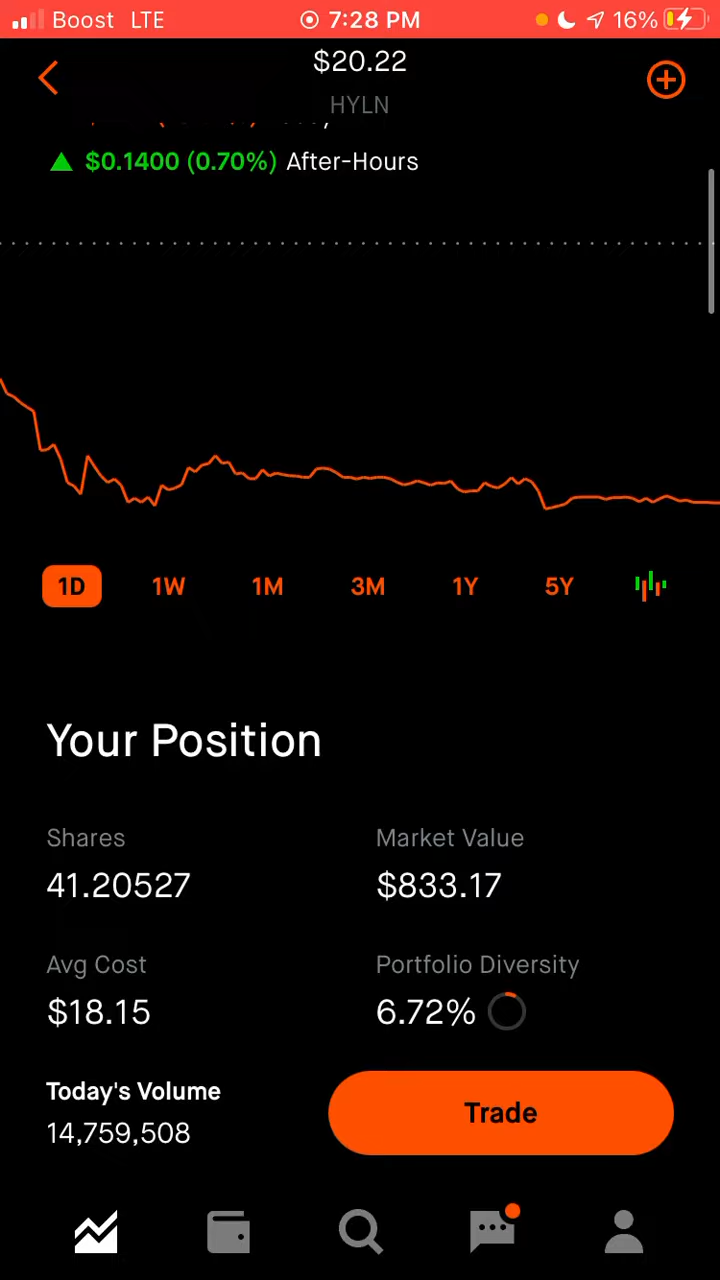 Boost LTE 7:28 PM 16%
$20.22
HYLN
$0.1400 (0.70%) After-Hours
1D 1W 1M 3M 1Y 5Y
Your Position
Shares Market Value
41.20527 $833.17
Avg Cost Portfolio Diversity
$18.15 6.72%
Today's Volume
14,759,508
Trade